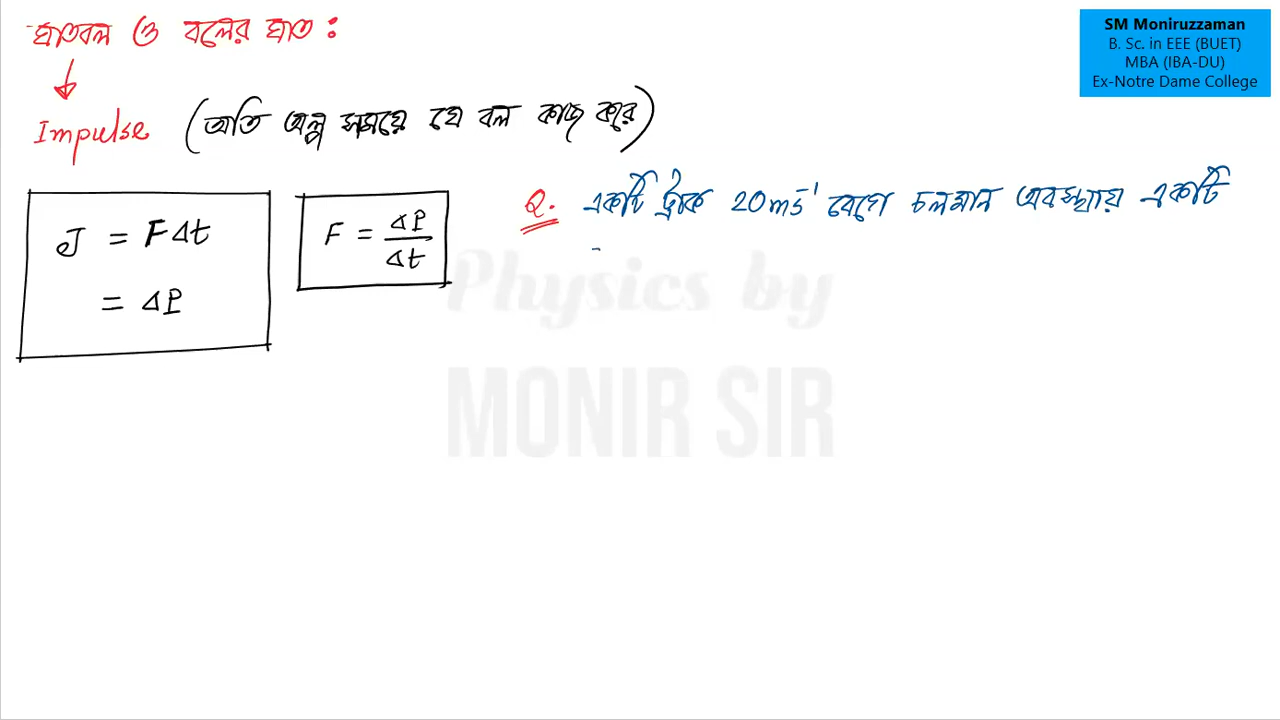 ঘাতবল ও বলের ঘাত :
Impulse (অতি অল্প সময়ে যে বল কাজ করে)
J = FΔt
= ΔP
F = ΔP/Δt
Q. একটি ট্রাক 20ms⁻¹ বেগে চলমান অবস্থায় একটি
SM Moniruzzaman
B. Sc. in EEE (BUET)
MBA (IBA-DU)
Ex-Notre Dame College
Physics by
MONIR SIR